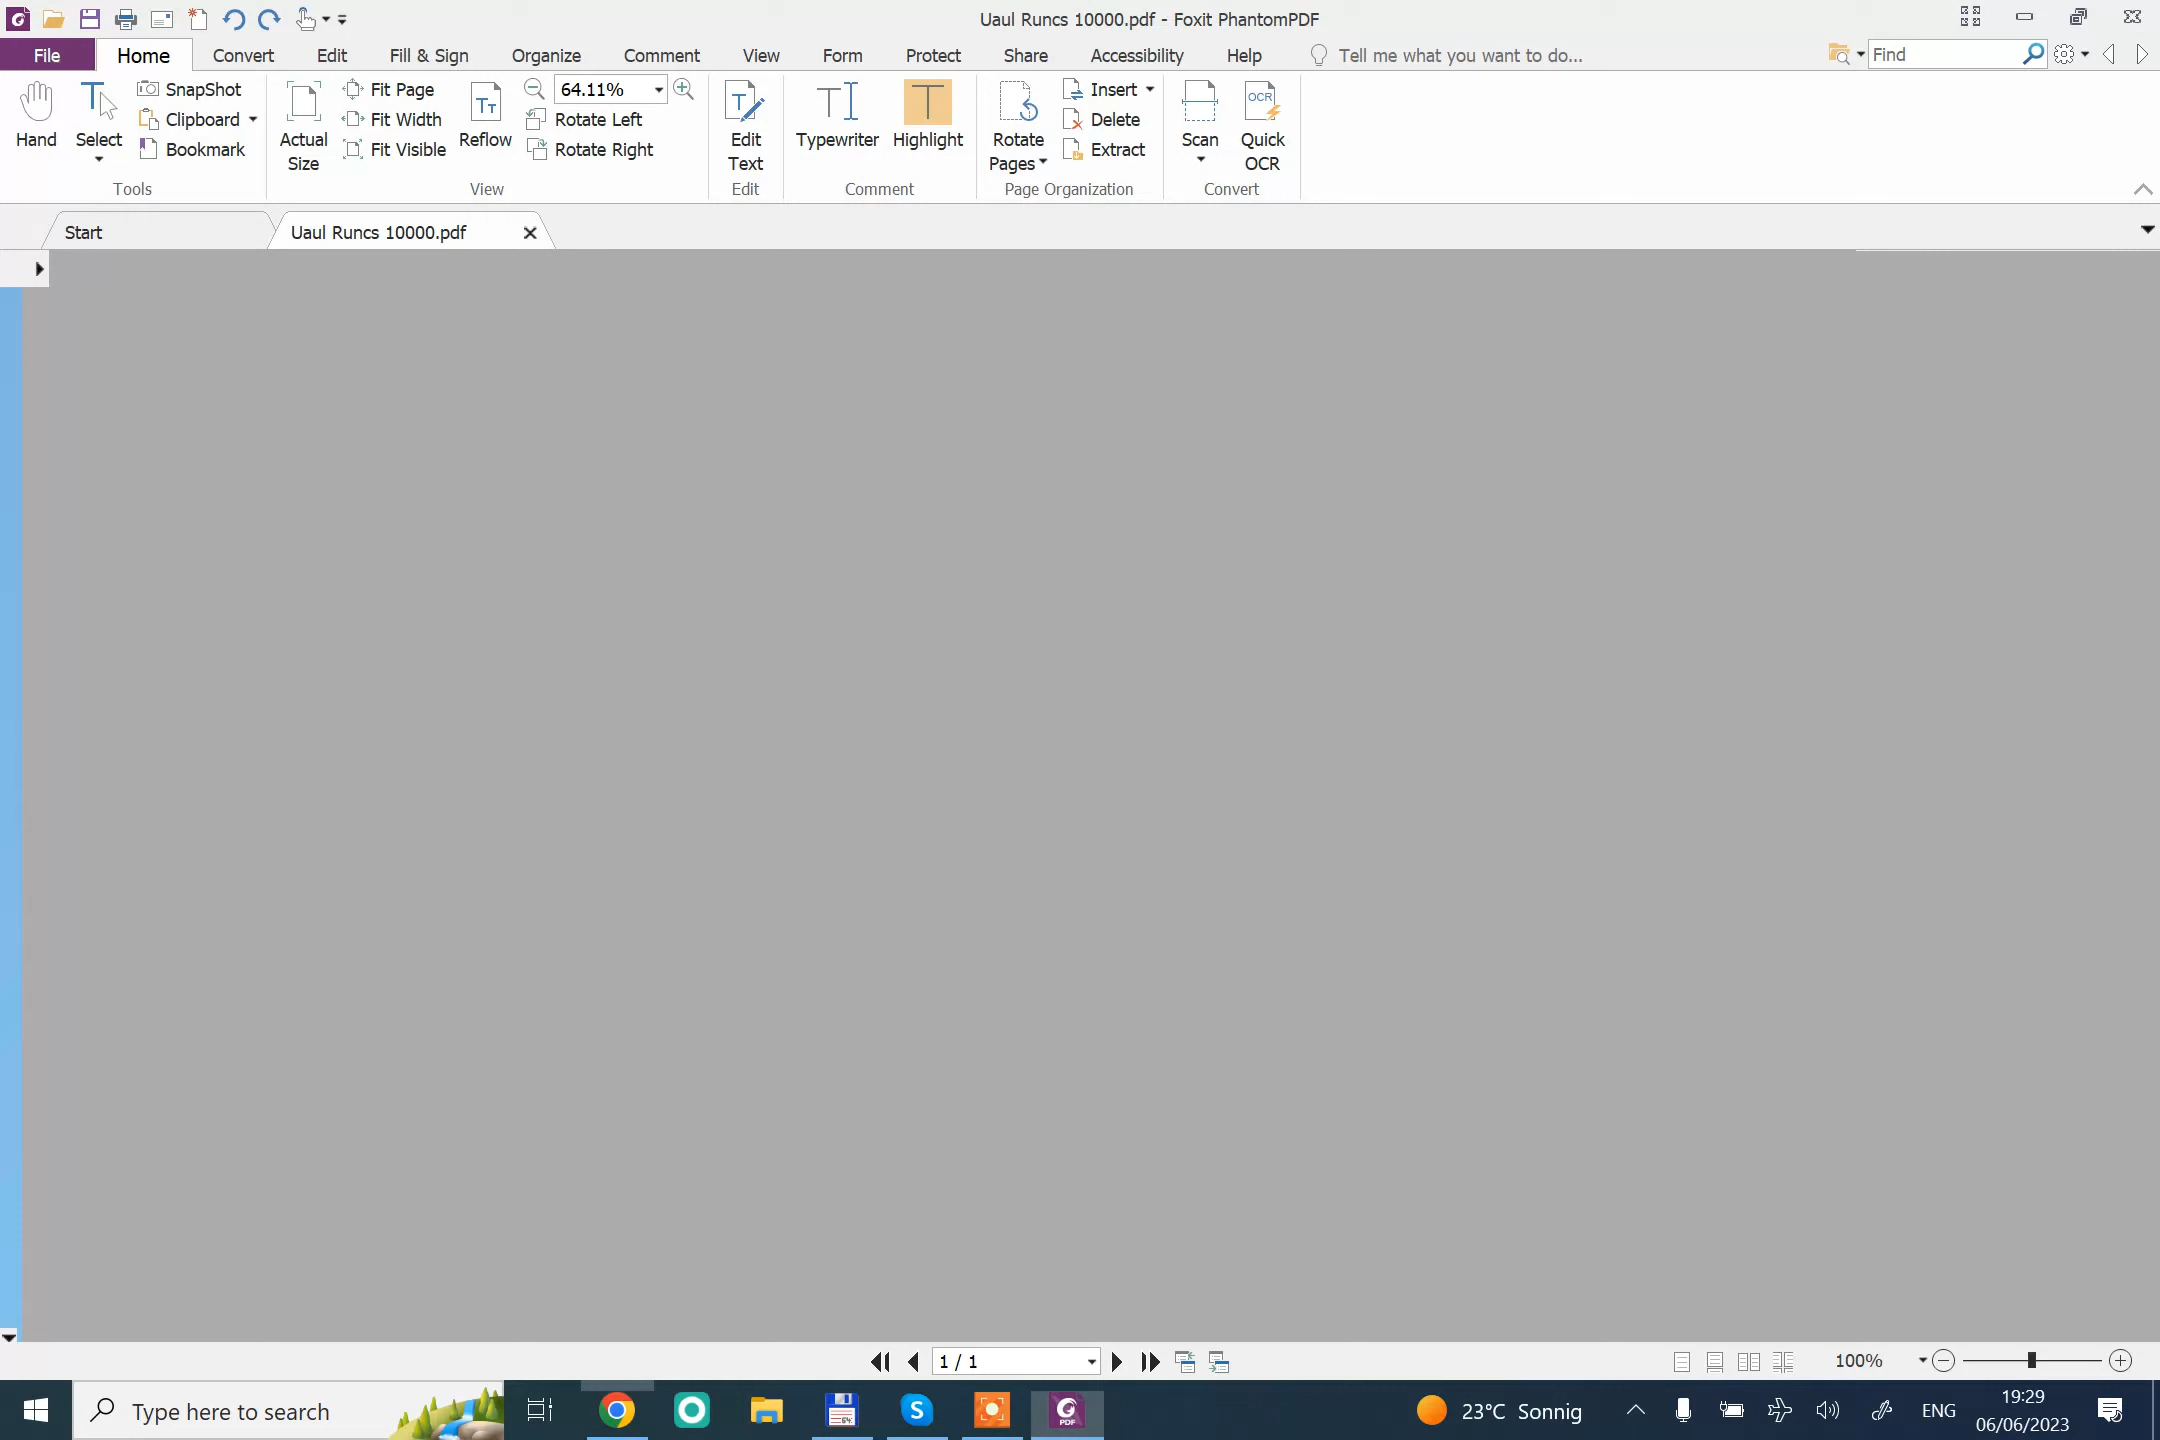 Uaul Runcs 10000.pdf - Foxit PhantomPDF
File Home Convert Edit Fill & Sign Organize Comment View Form Protect Share Accessibility Help Tell me what you want to do... Find
Hand
Select
SnapShot
Clipboard
Bookmark
Tools
Actual
Size
Fit Page
Fit Width
Fit Visible
Reflow
64.11%
Rotate Left
Rotate Right
View
Edit
Text
Edit
Typewriter
Highlight
Comment
Rotate
Pages
Insert
Delete
Extract
Page Organization
Scan
OCR
Quick
OCR
Convert
Start
Uaul Runcs 10000.pdf
1 / 1
100%
Type here to search
64
S
PDF
23°C Sonnig
ENG
19:29
06/06/2023